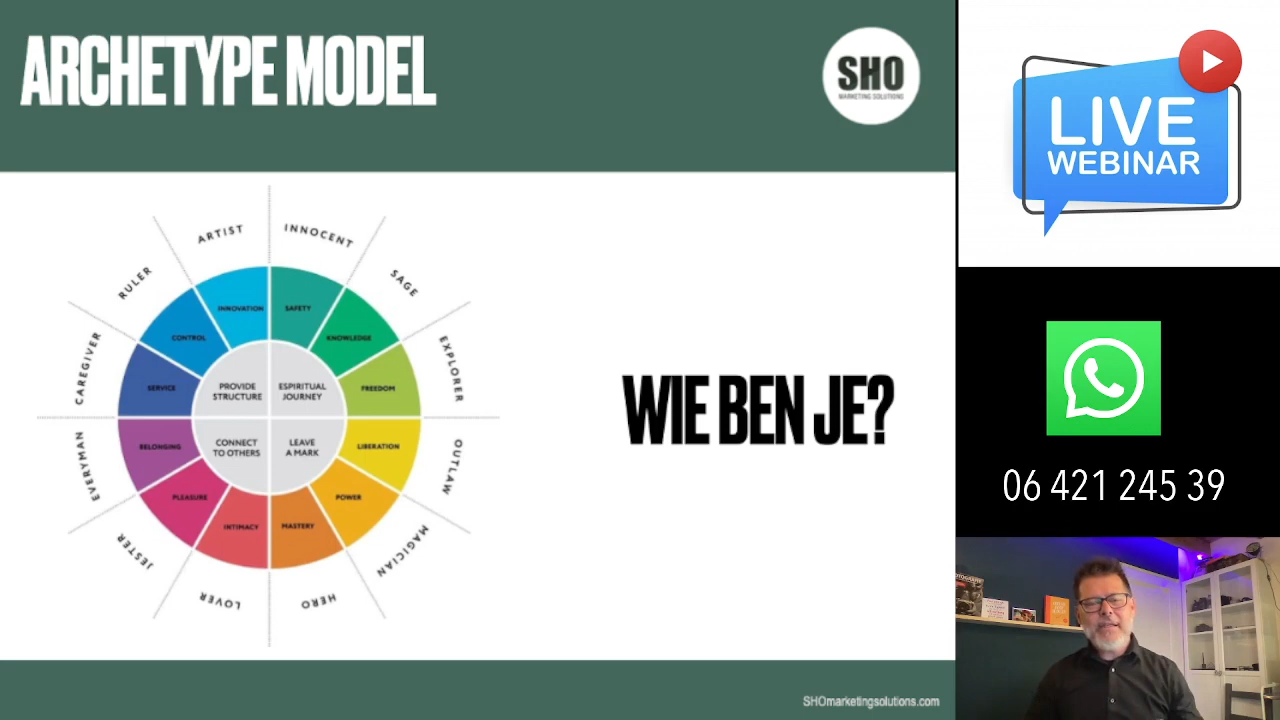 ARCHETYPE MODEL
SHO
MARKETING SOLUTIONS
ARTIST
INNOCENT
RULER
SAGE
CAREGIVER
EXPLORER
EVERYMAN
OUTLAW
JESTER
MAGICIAN
LOVER
HERO
INNOVATION
SAFETY
CONTROL
KNOWLEDGE
SERVICE
FREEDOM
BELONGING
LIBERATION
PLEASURE
POWER
INTIMACY
MASTERY
PROVIDE
STRUCTURE
ESPIRITUAL
JOURNEY
CONNECT
TO OTHERS
LEAVE
A MARK
WIE BEN JE?
SHOmarketingsolutions.com
LIVE
WEBINAR
06 421 245 39